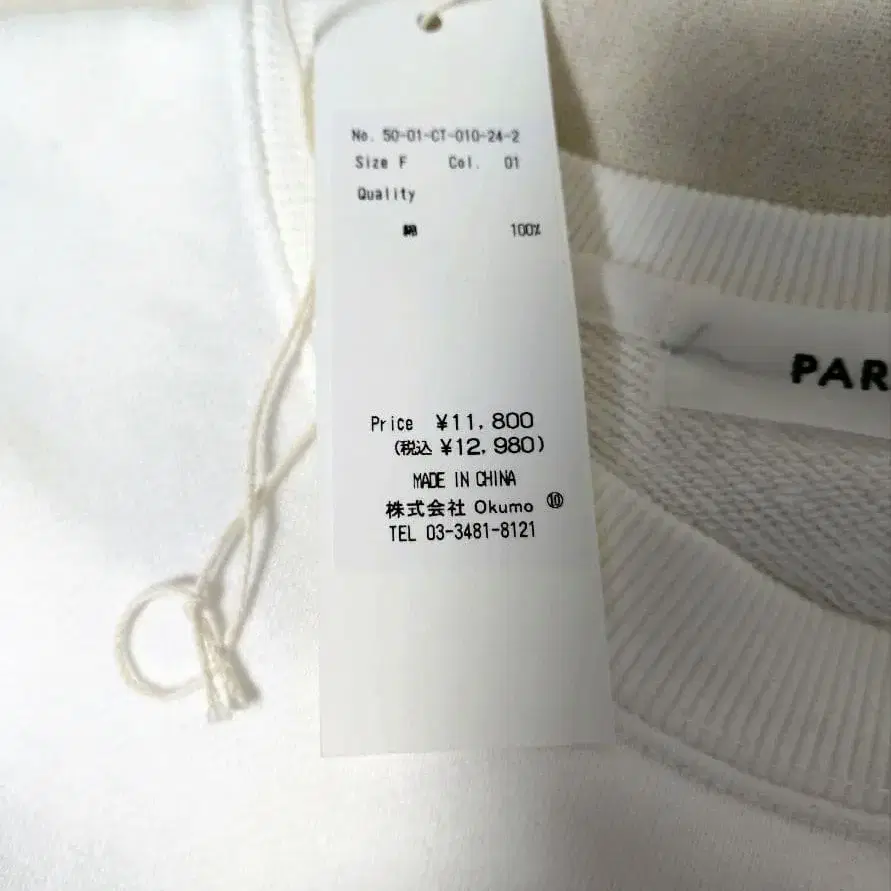 No. 50-01-CT-010-24-2
Size F Col. 01
Quality
綿 100%
Price ¥11,800
(税込 ¥12,980)
MADE IN CHINA
株式会社 Okumo ⑩
TEL 03-3481-8121
PAR